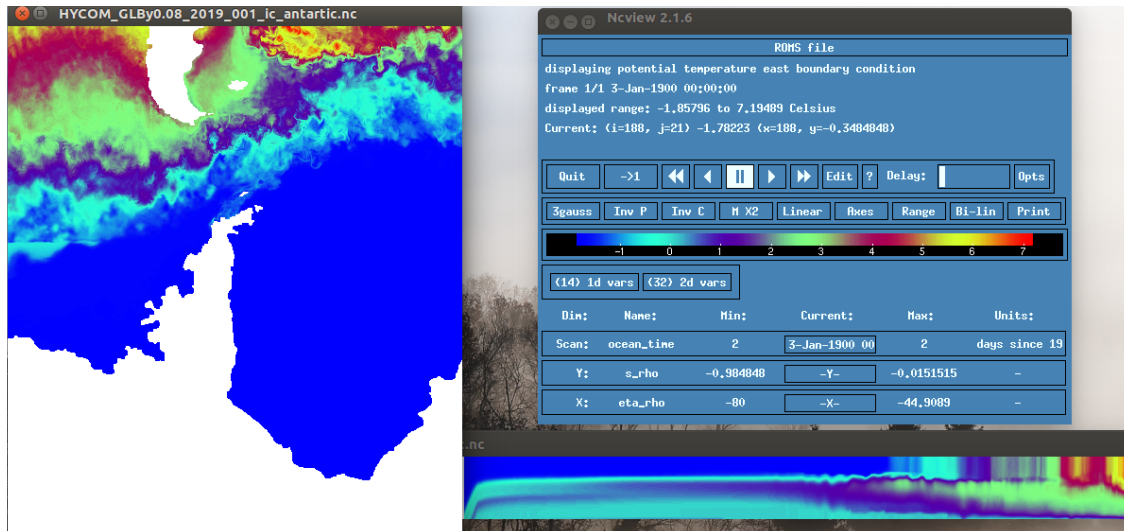 HYCOM_GLBy0.08_2019_001_ic_antartic.nc
Ncview 2.1.6
ROMS file
displaying potential temperature east boundary condition
frame 1/1 3-Jan-1900 00:00:00
displayed range: -1.85796 to 7.19489 Celsius
Current: (i=188, j=21) -1.78223 (x=188, y=-0.3484848)
Quit ->1 Edit ? Delay: Opts
3gauss Inv P Inv C M X2 Linear Axes Range Bi-lin Print
-1 0 1 2 3 4 5 6 7
(14) 1d vars (32) 2d vars
Dim: Name: Min: Current: Max: Units:
Scan: ocean_time 2 3-Jan-1900 00 2 days since 19
Y: s_rho -0.984848 -Y- -0.0151515 -
X: eta_rho -80 -X- -44.9089 -
.nc